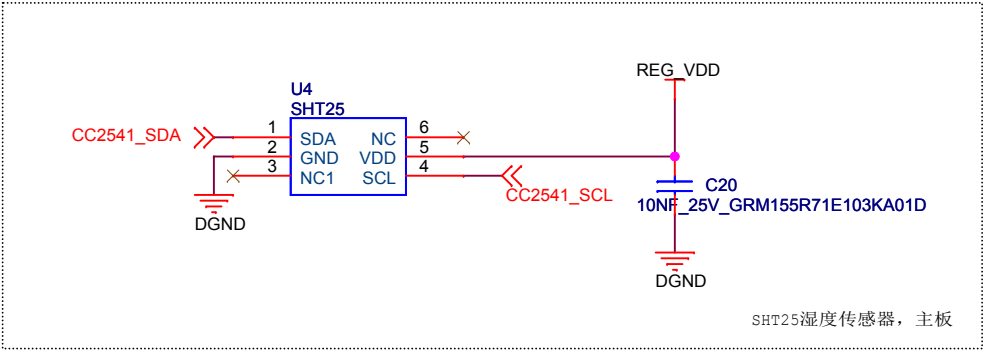 REG_VDD
U4
SHT25
CC2541_SDA
1
SDA
NC
6
2
GND
VDD
5
3
NC1
SCL
4
CC2541_SCL
C20
10NF_25V_GRM155R71E103KA01D
DGND
DGND
SHT25湿度传感器，主板